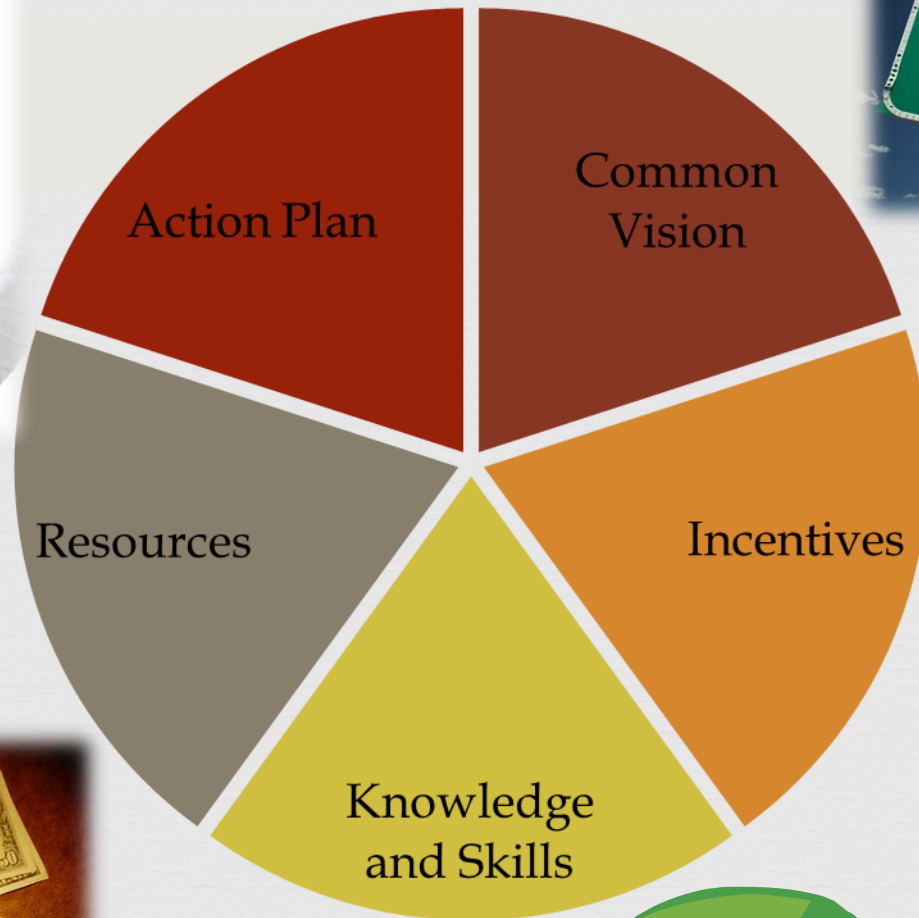 Common
Vision
Incentives
Knowledge
and Skills
Resources
Action Plan